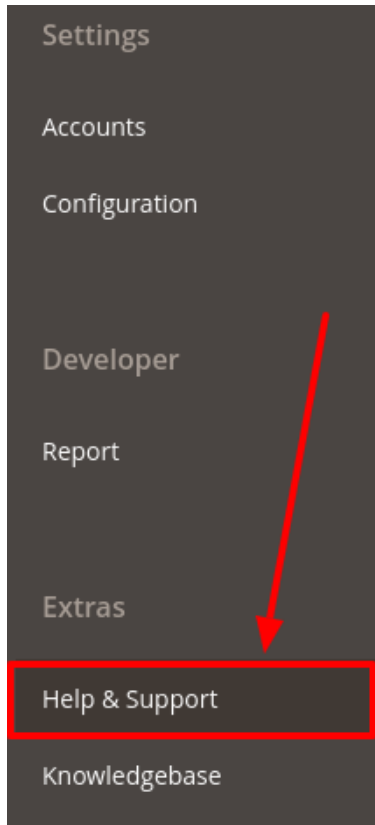 Settings
Accounts
Configuration
Developer
Report
Extras
Help & Support
Knowledgebase